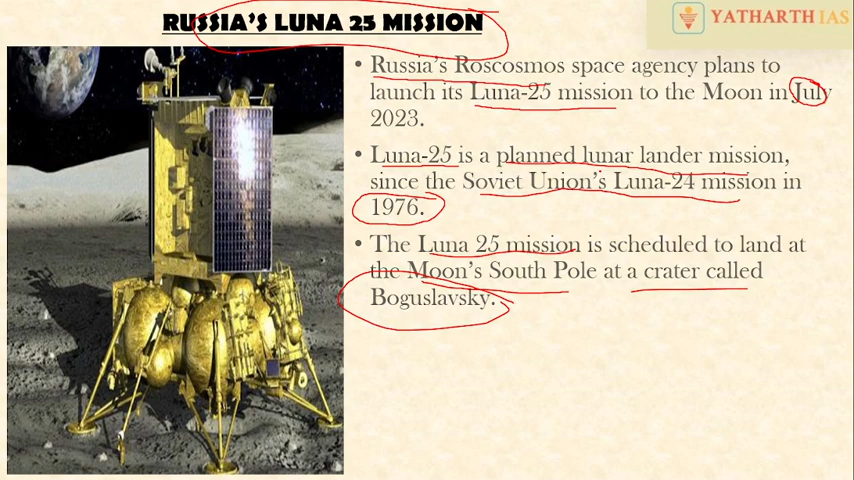 RUSSIA'S LUNA 25 MISSION
YATHARTH IAS
• Russia's Roscosmos space agency plans to
launch its Luna-25 mission to the Moon in July
2023.
• Luna-25 is a planned lunar lander mission,
since the Soviet Union's Luna-24 mission in
1976.
• The Luna 25 mission is scheduled to land at
the Moon's South Pole at a crater called
Boguslavsky.